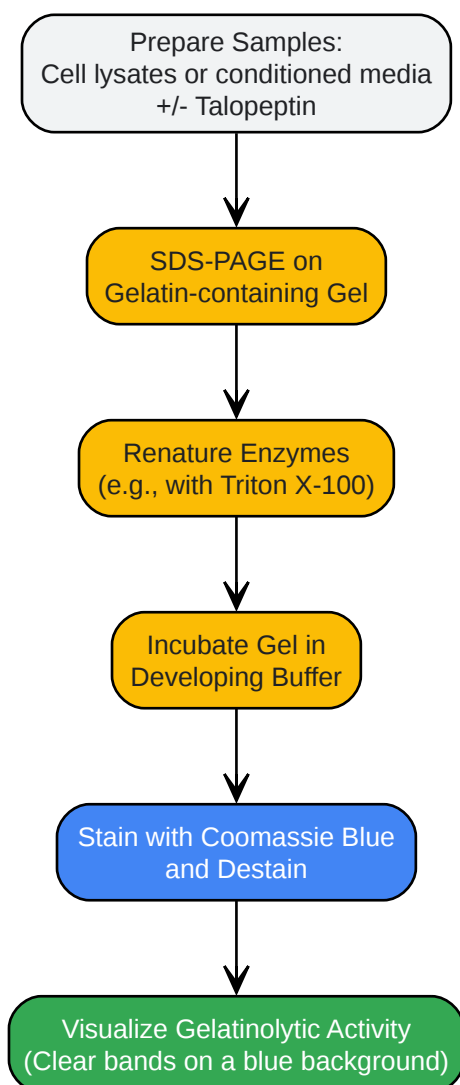 Prepare Samples:
Cell lysates or conditioned media
+/- Talopeptin
SDS-PAGE on
Gelatin-containing Gel
Renature Enzymes
(e.g., with Triton X-100)
Incubate Gel in
Developing Buffer
Stain with Coomassie Blue
and Destain
Visualize Gelatinolytic Activity
(Clear bands on a blue background)